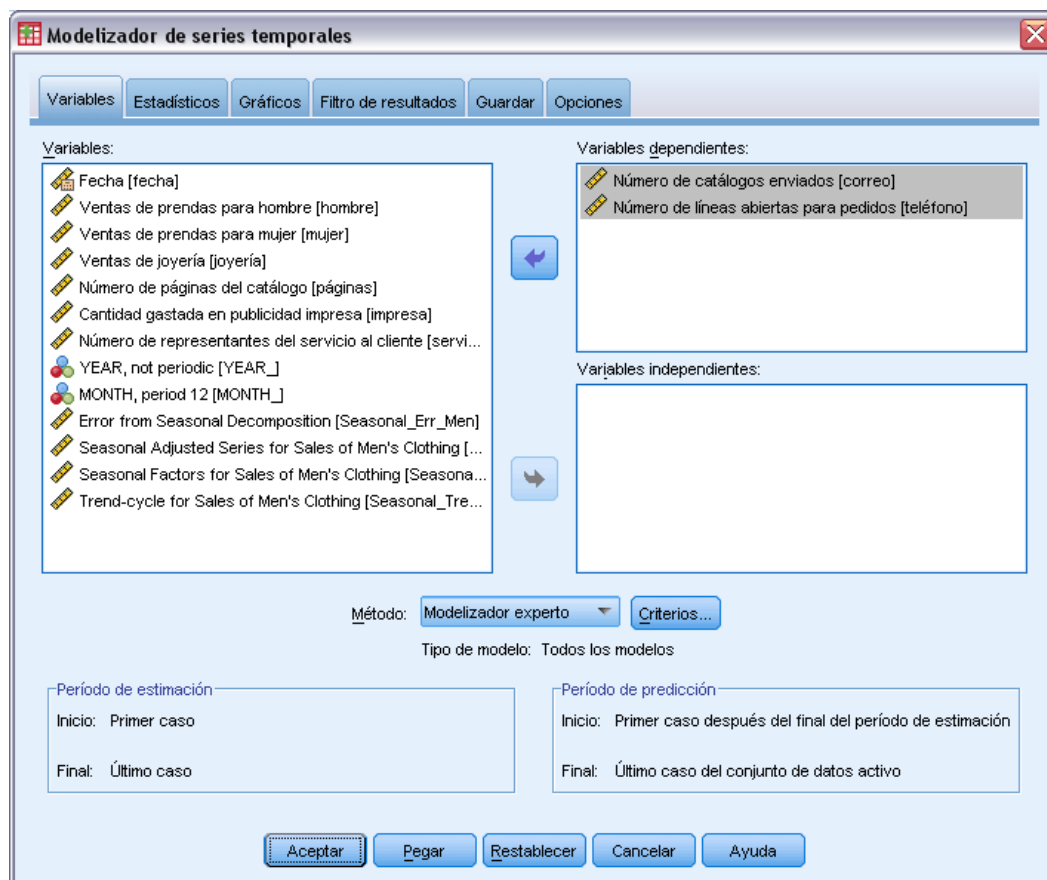 Modelizador de series temporales
Variables Estadísticos Gráficos Filtro de resultados Guardar Opciones
Variables:
Fecha [fecha]
Ventas de prendas para hombre [hombre]
Ventas de prendas para mujer [mujer]
Ventas de joyería [joyería]
Número de páginas del catálogo [páginas]
Cantidad gastada en publicidad impresa [impresa]
Número de representantes del servicio al cliente [servi...
YEAR, not periodic [YEAR_]
MONTH, period 12 [MONTH_]
Error from Seasonal Decomposition [Seasonal_Err_Men]
Seasonal Adjusted Series for Sales of Men's Clothing [...
Seasonal Factors for Sales of Men's Clothing [Seasona...
Trend-cycle for Sales of Men's Clothing [Seasonal_Tre...
Variables dependientes:
Número de catálogos enviados [correo]
Número de líneas abiertas para pedidos [teléfono]
Variables independientes:
Método: Modelizador experto Criterios...
Tipo de modelo: Todos los modelos
Período de estimación
Inicio: Primer caso
Final: Último caso
Período de predicción
Inicio: Primer caso después del final del período de estimación
Final: Último caso del conjunto de datos activo
Aceptar Pegar Restablecer Cancelar Ayuda